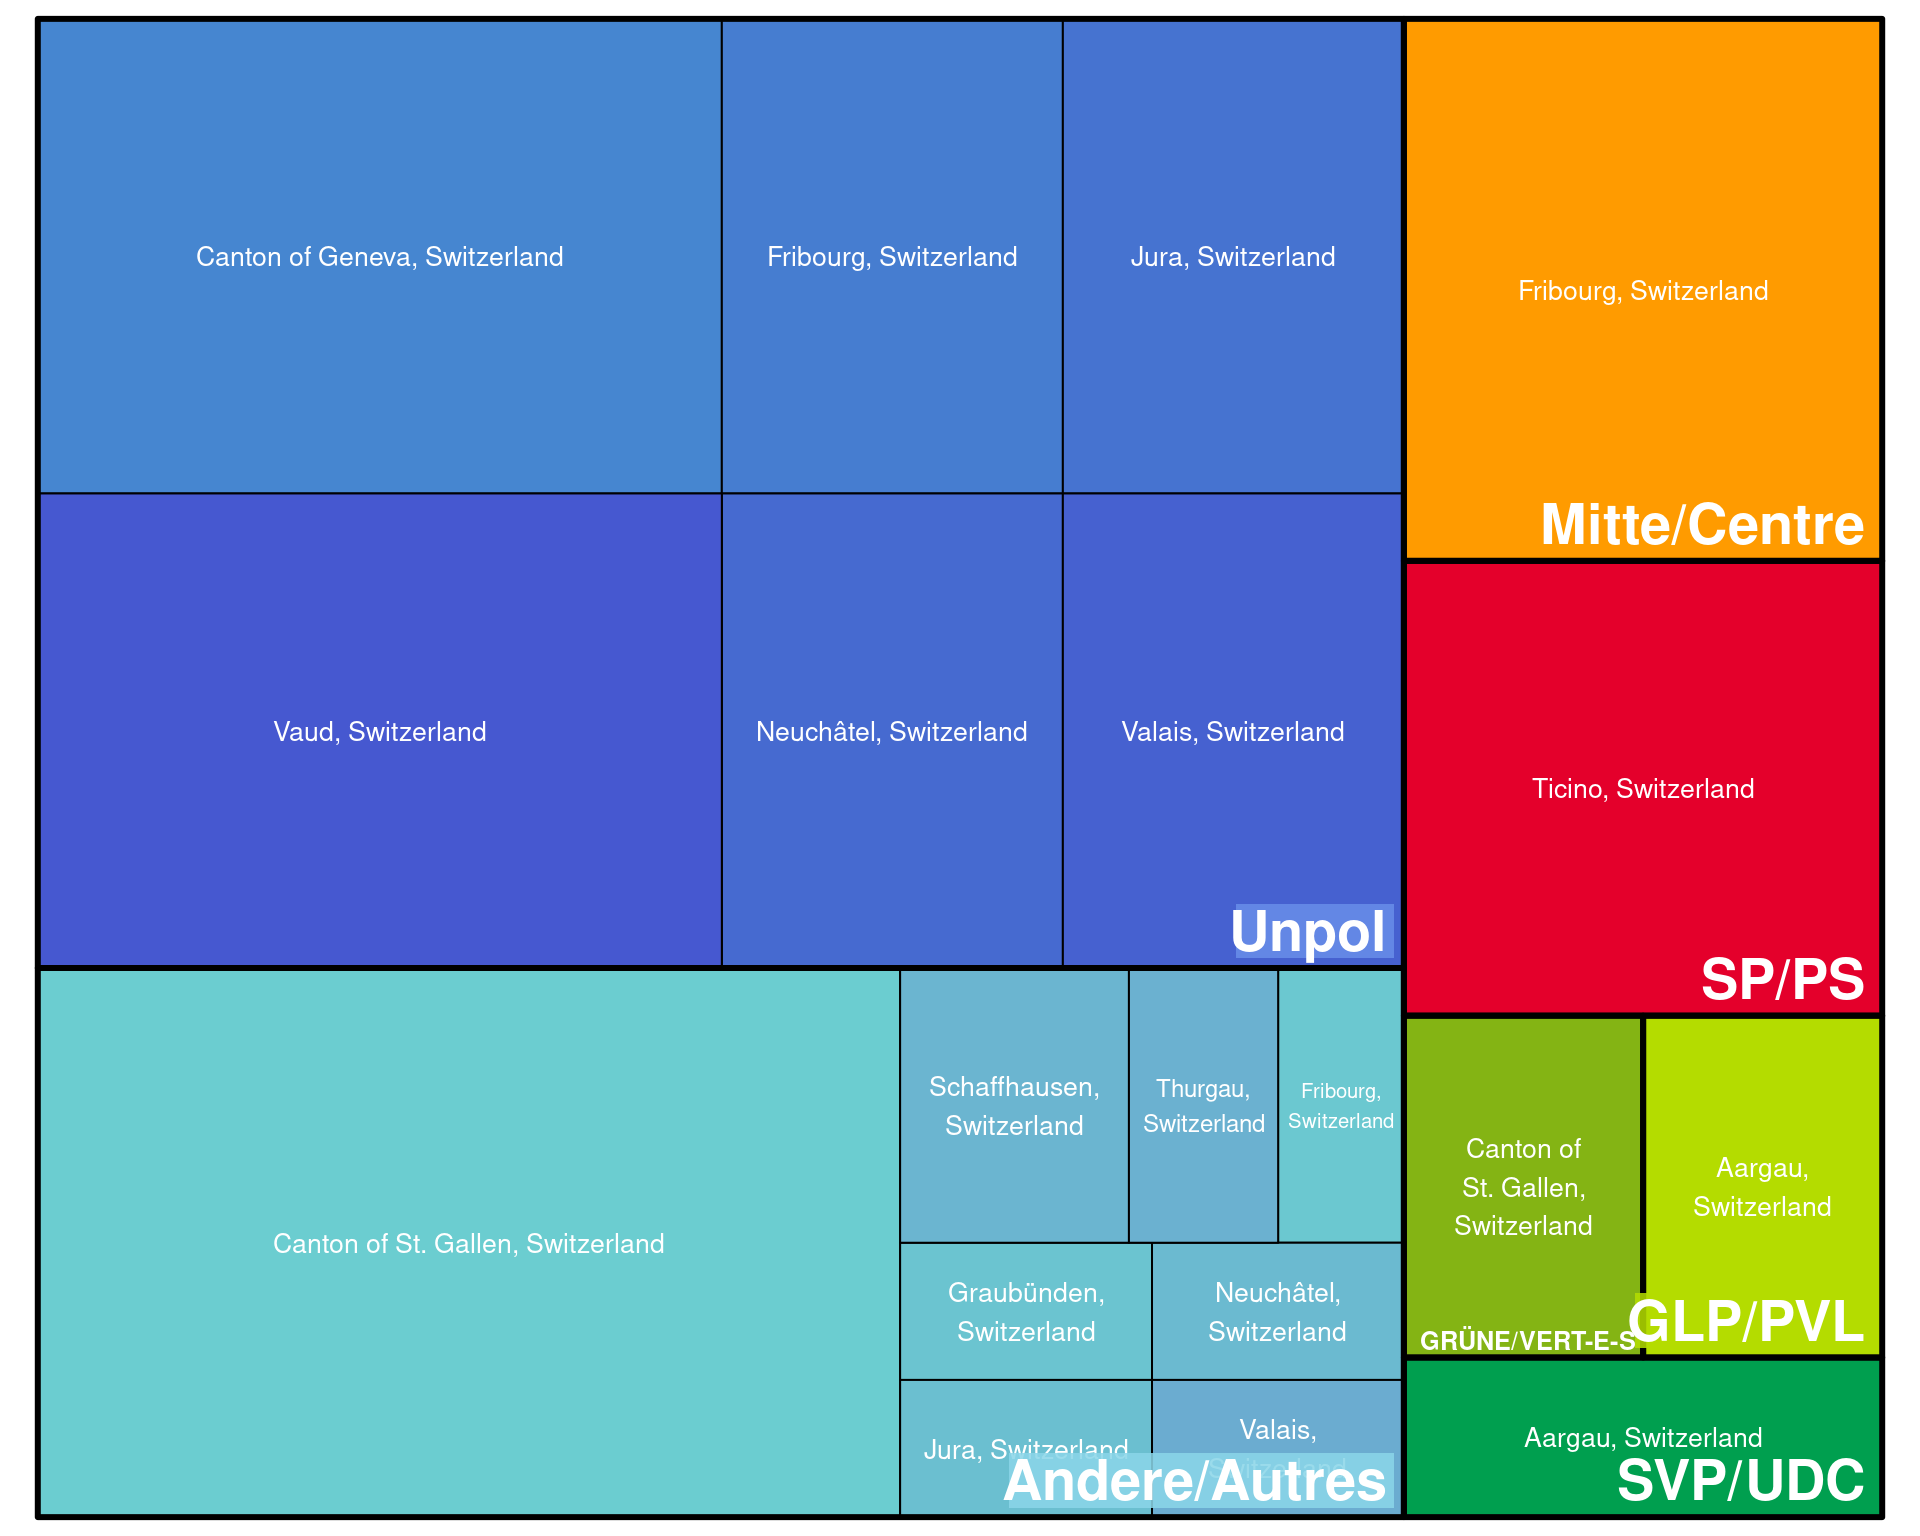 Canton of Geneva, Switzerland
Fribourg, Switzerland
Jura, Switzerland
Vaud, Switzerland
Neuchâtel, Switzerland
Valais, Switzerland
Unpol
Fribourg, Switzerland
Mitte/Centre
Ticino, Switzerland
SP/PS
Canton of St. Gallen, Switzerland
Schaffhausen,
Switzerland
Thurgau,
Switzerland
Fribourg,
Switzerland
Graubünden,
Switzerland
Neuchâtel,
Switzerland
Jura, Switzerland
Valais,
Switzerland
Andere/Autres
Canton of
St. Gallen,
Switzerland
GRÜNE/VERT-E-S
Aargau,
Switzerland
GLP/PVL
Aargau, Switzerland
SVP/UDC